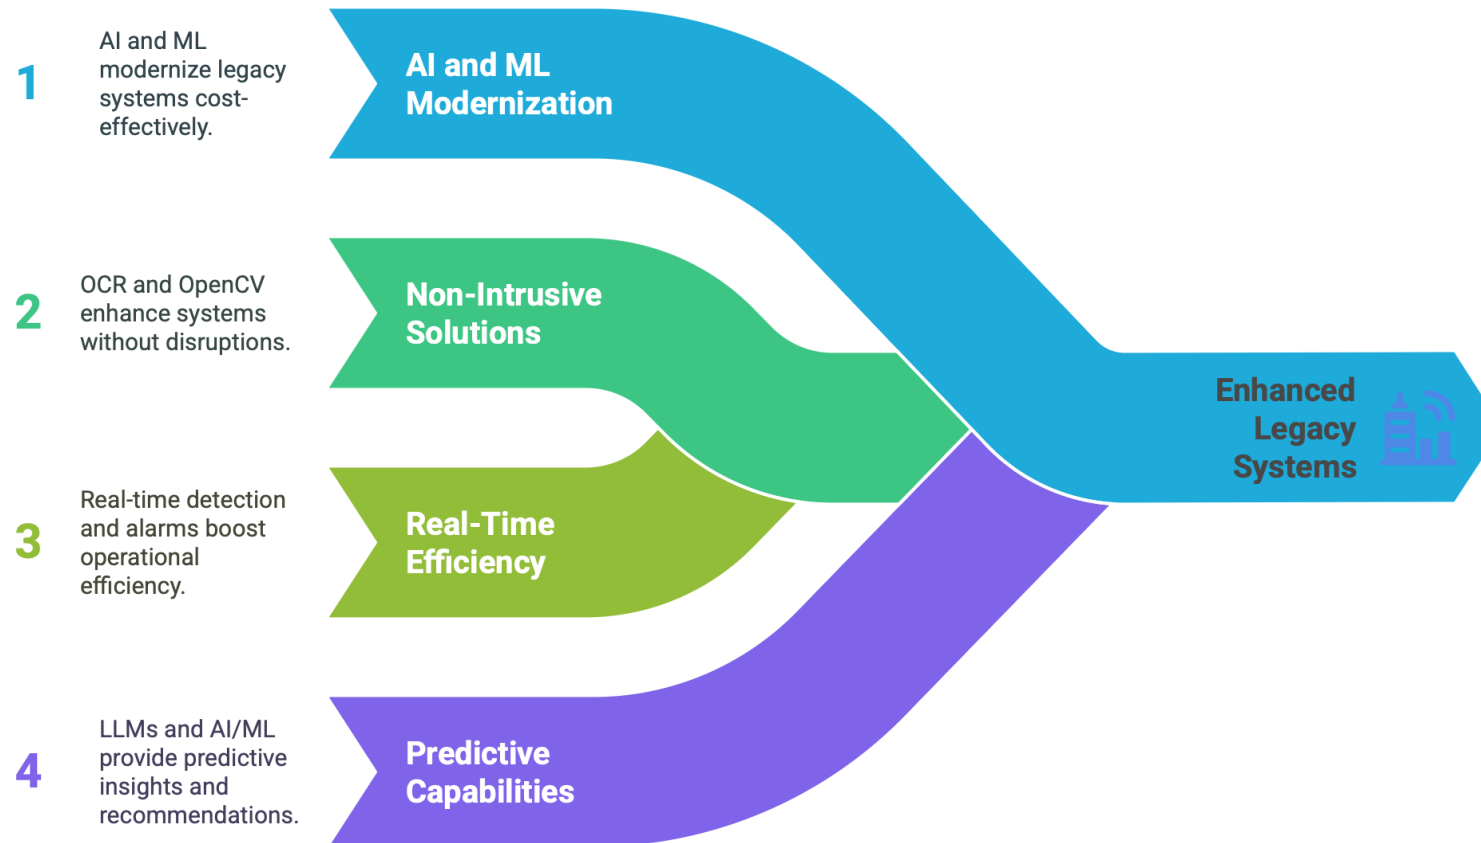 1
AI and ML
modernize legacy
systems cost-
effectively.
AI and ML
Modernization
2
OCR and OpenCV
enhance systems
without disruptions.
Non-Intrusive
Solutions
3
Real-time detection
and alarms boost
operational
efficiency.
Real-Time
Efficiency
4
LLMs and AI/ML
provide predictive
insights and
recommendations.
Predictive
Capabilities
Enhanced
Legacy
Systems